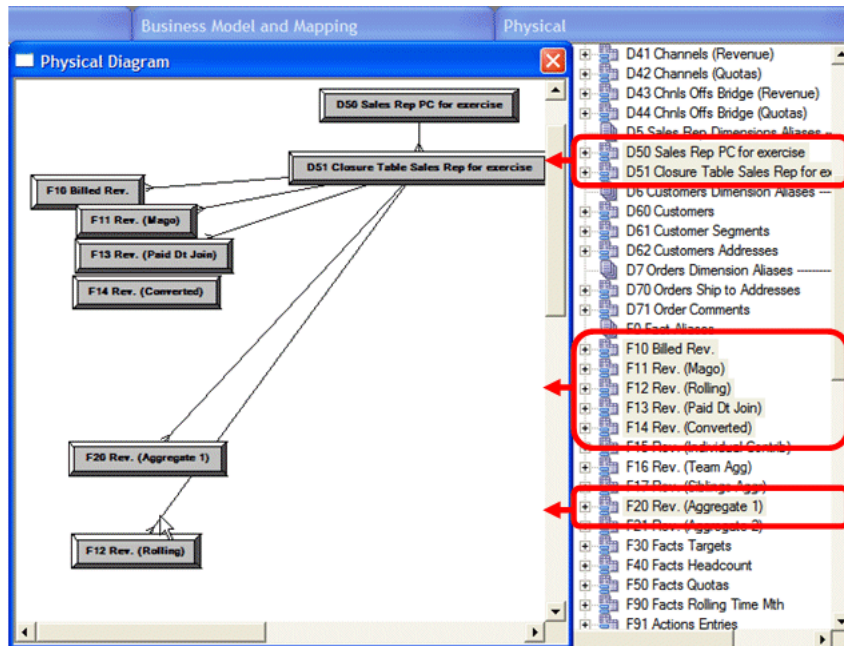 Business Model and Mapping
Physical
Physical Diagram
D50 Sales Rep PC for exercise
D51 Closure Table Sales Rep for exercise
F10 Billed Rev.
F11 Rev. (Mago)
F13 Rev. (Paid Dt Join)
F14 Rev. (Converted)
F20 Rev. (Aggregate 1)
F12 Rev. (Rolling)
D41 Channels (Revenue)
D42 Channels (Quotas)
D43 Chnls Offs Bridge (Revenue)
D44 Chnls Offs Bridge (Quotas)
D5 Sales Rep Dimensions Aliases --
D50 Sales Rep PC for exercise
D51 Closure Table Sales Rep for ex
D6 Customers Dimension Aliases ---
D60 Customers
D61 Customer Segments
D62 Customers Addresses
D7 Orders Dimension Aliases ----------
D70 Orders Ship to Addresses
D71 Order Comments
F0 Fact Aliases
F10 Billed Rev.
F11 Rev. (Mago)
F12 Rev. (Rolling)
F13 Rev. (Paid Dt Join)
F14 Rev. (Converted)
F15 Rev. (Individual Contrib)
F16 Rev. (Team Agg)
F17 Rev. (Siblings Aggr)
F20 Rev. (Aggregate 1)
F21 Rev. (Aggregate 2)
F30 Facts Targets
F40 Facts Headcount
F50 Facts Quotas
F90 Facts Rolling Time Mth
F91 Actions Entries